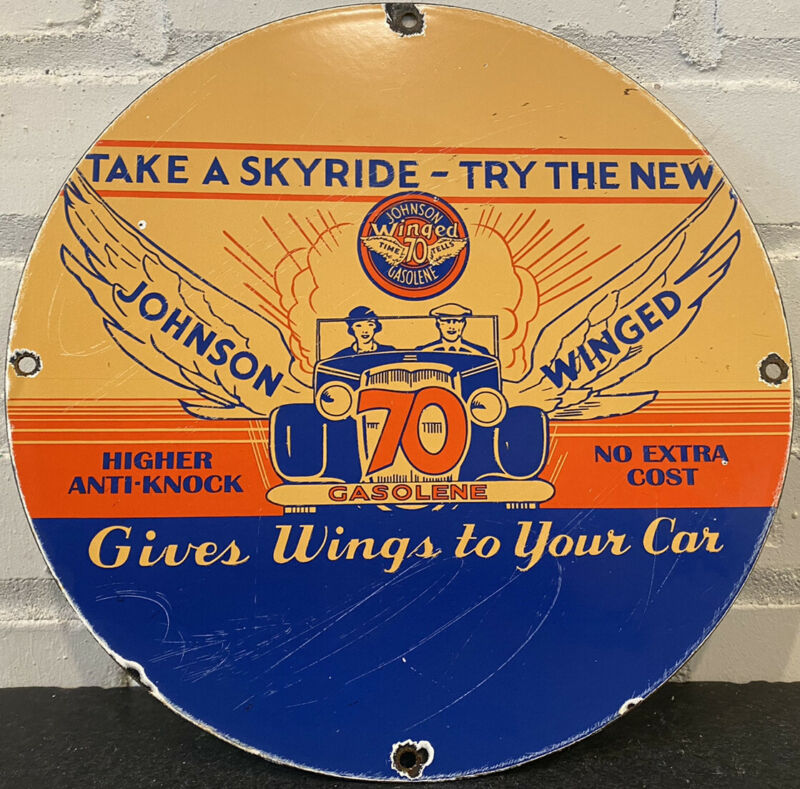 TAKE A SKYRIDE - TRY THE NEW
JOHNSON
Winged
TIME 70 TELLS
GASOLENE
JOHNSON WINGED
70
HIGHER
ANTI-KNOCK
NO EXTRA
COST
GASOLENE
Gives Wings to Your Car